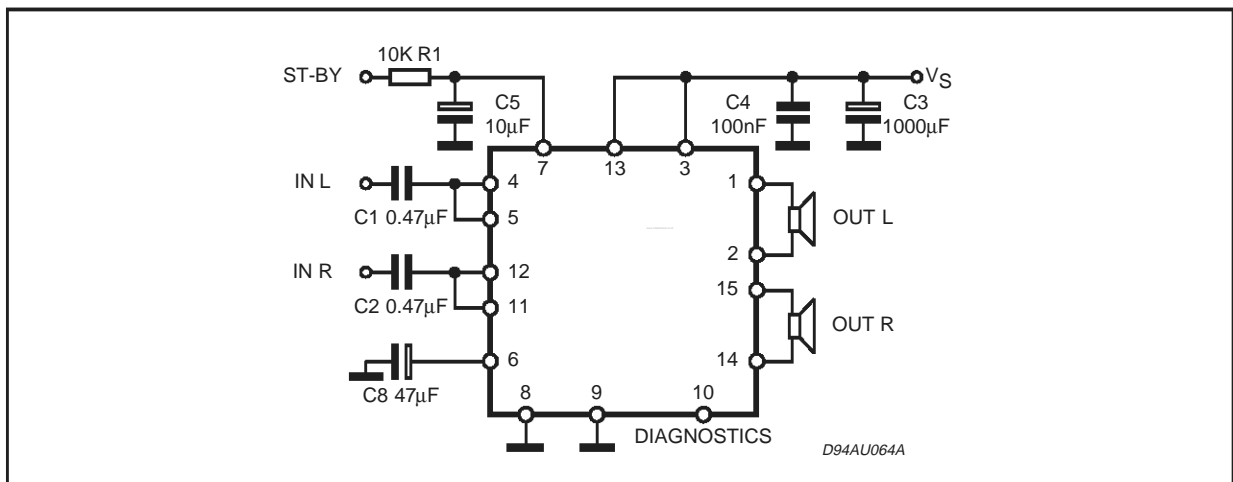 10K R1
ST-BY
C5
10µF
C4
100nF
C3
1000µF
VS
7
13
3
IN L
C1 0.47µF
4
5
1
OUT L
2
IN R
C2 0.47µF
12
11
15
OUT R
14
C8 47µF
6
8
9
10
DIAGNOSTICS
D94AU064A